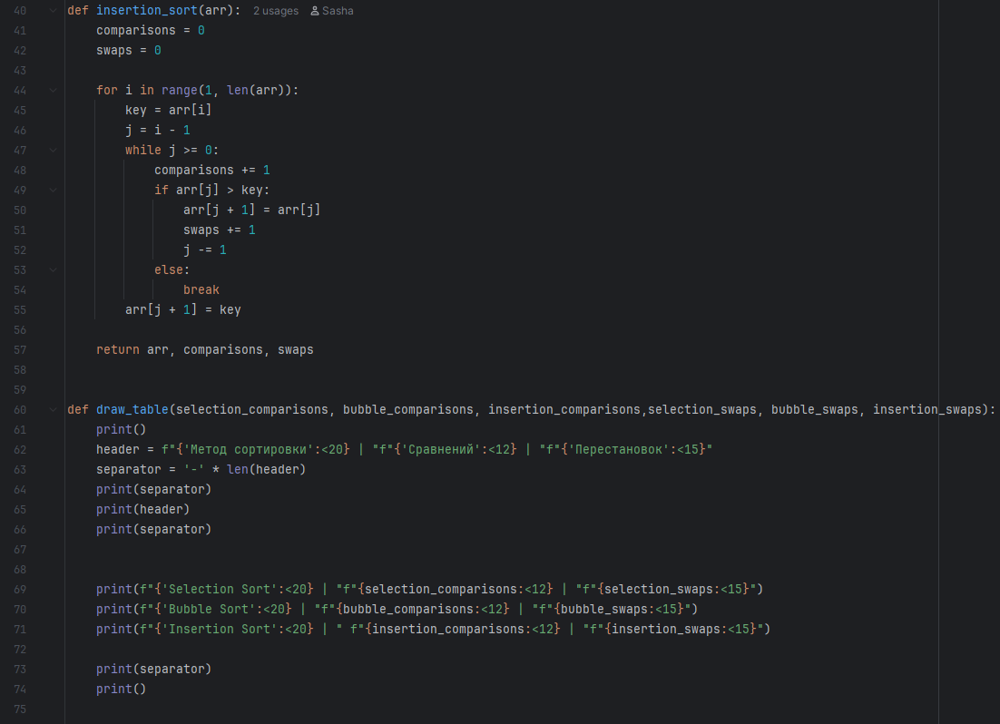 40 def insertion_sort(arr): 2 usages Sasha
41     comparisons = 0
42     swaps = 0
43
44     for i in range(1, len(arr)):
45         key = arr[i]
46         j = i - 1
47         while j >= 0:
48             comparisons += 1
49             if arr[j] > key:
50                 arr[j + 1] = arr[j]
51                 swaps += 1
52                 j -= 1
53             else:
54                 break
55         arr[j + 1] = key
56
57     return arr, comparisons, swaps
58
59
60 def draw_table(selection_comparisons, bubble_comparisons, insertion_comparisons,selection_swaps, bubble_swaps, insertion_swaps):
61     print()
62     header = f"{'Метод сортировки':<20} | "f"{'Сравнений':<12} | "f"{'Перестановок':<15}"
63     separator = '-' * len(header)
64     print(separator)
65     print(header)
66     print(separator)
67
68
69     print(f"{'Selection Sort':<20} | "f"{selection_comparisons:<12} | "f"{selection_swaps:<15}")
70     print(f"{'Bubble Sort':<20} | "f"{bubble_comparisons:<12} | "f"{bubble_swaps:<15}")
71     print(f"{'Insertion Sort':<20} | " f"{insertion_comparisons:<12} | "f"{insertion_swaps:<15}")
72
73     print(separator)
74     print()
75